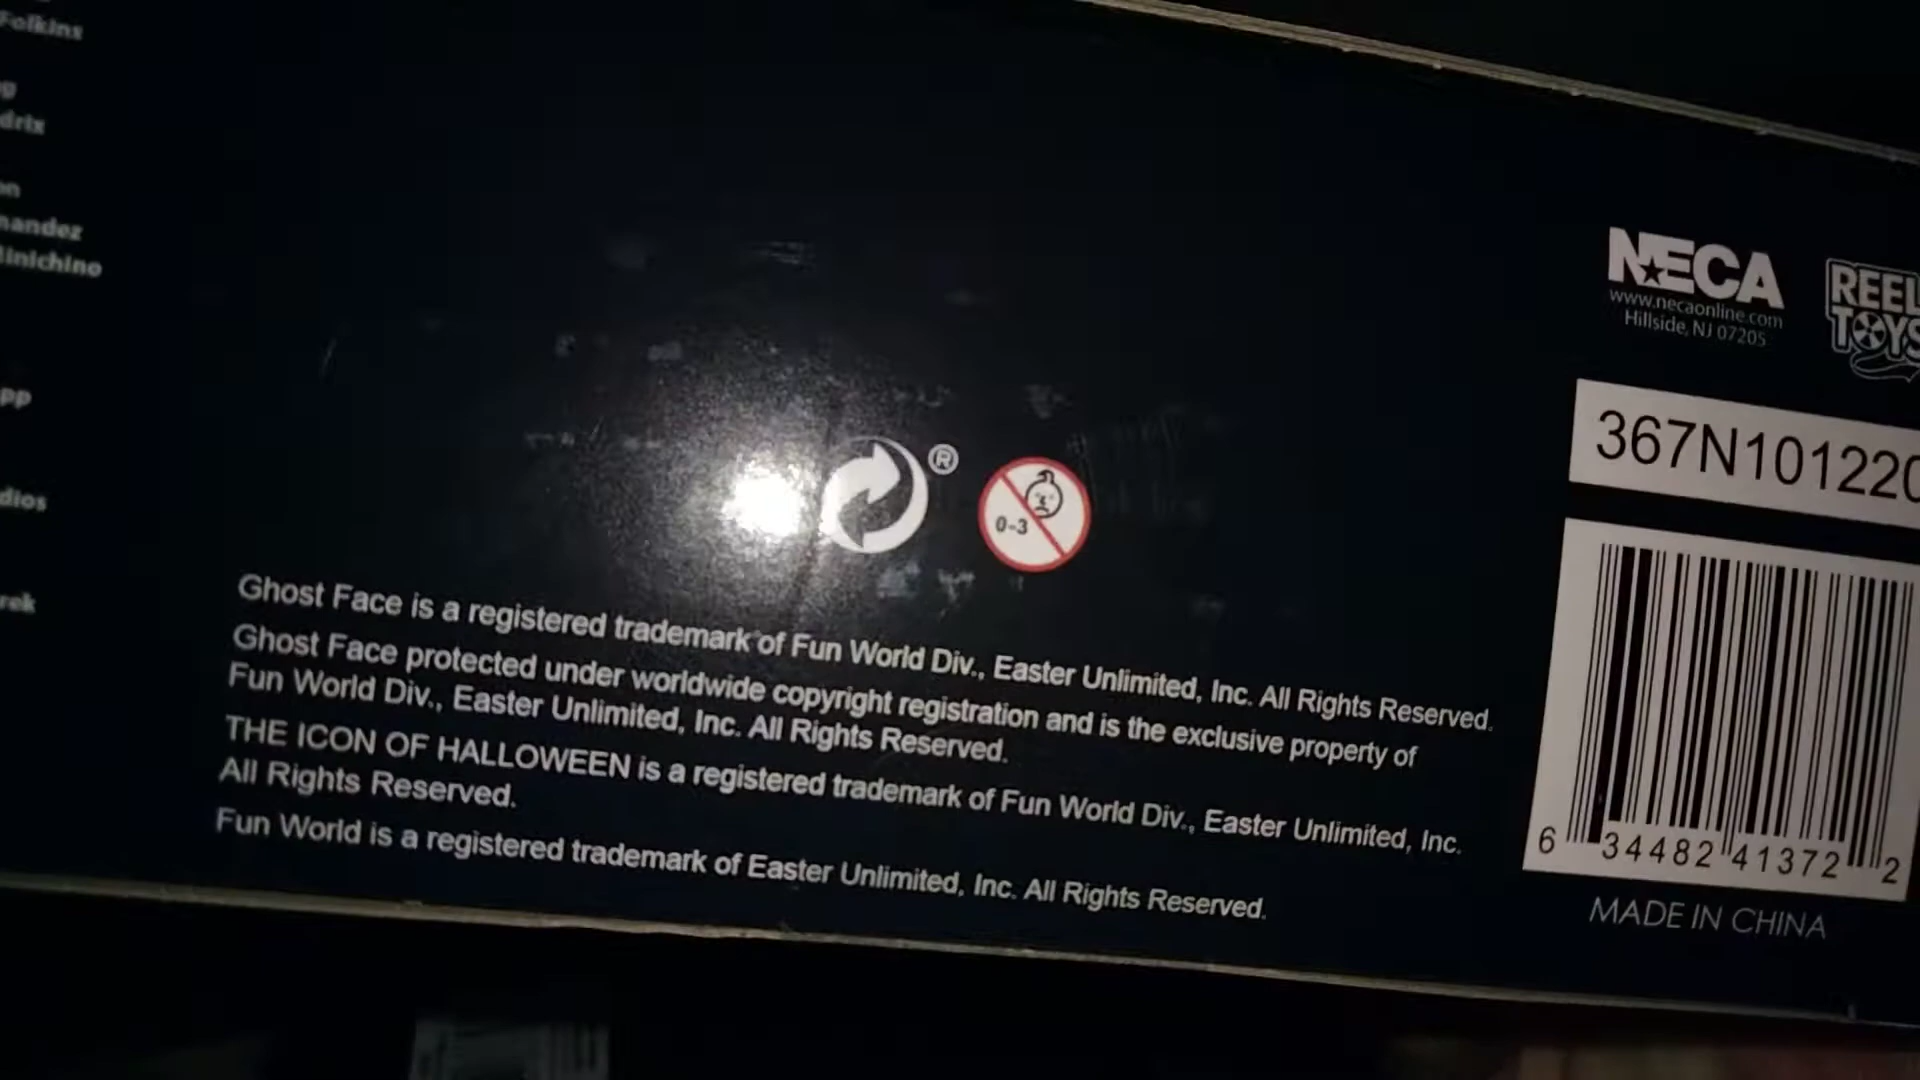 Folkins
NECA
www.necaonline.com
Hillside, NJ 07205
REEL
TOYS
367N101220
®
0-3
Ghost Face is a registered trademark of Fun World Div., Easter Unlimited, Inc. All Rights Reserved.
Ghost Face protected under worldwide copyright registration and is the exclusive property of
Fun World Div., Easter Unlimited, Inc. All Rights Reserved.
THE ICON OF HALLOWEEN is a registered trademark of Fun World Div., Easter Unlimited, Inc.
All Rights Reserved.
Fun World is a registered trademark of Easter Unlimited, Inc. All Rights Reserved.
6 34482 41372 2
MADE IN CHINA